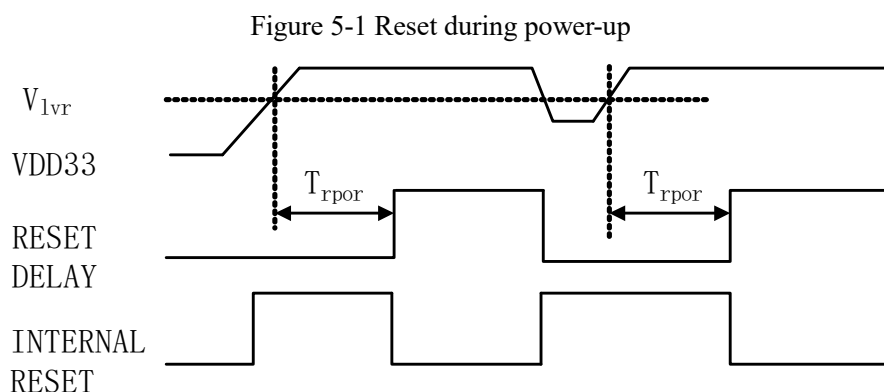 Figure 5-1 Reset during power-up
Vlvr
VDD33
Trpor
Trpor
RESET
DELAY
INTERNAL
RESET